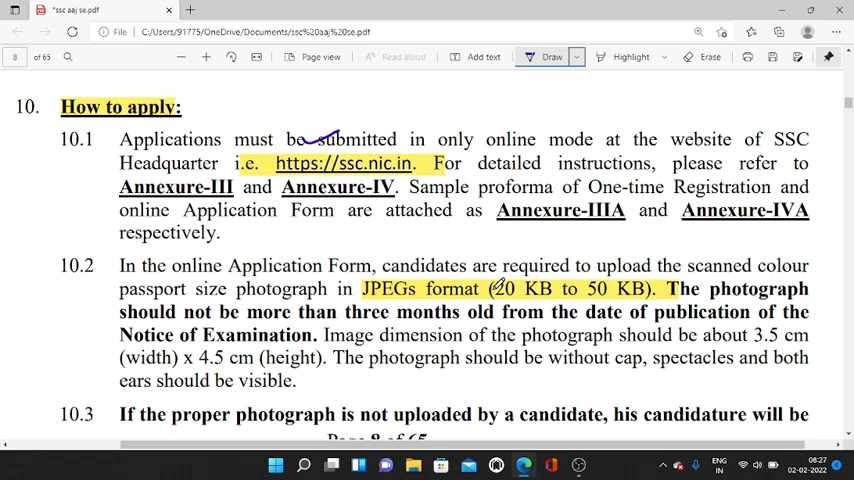 *ssc aaj se.pdf
File
C:/Users/91775/OneDrive/Documents/ssc%20aaj%20se.pdf
8 of 65
Page view
Read aloud
Add text
Draw
Highlight
Erase
10. How to apply:
10.1 Applications must be submitted in only online mode at the website of SSC
Headquarter i.e. https://ssc.nic.in. For detailed instructions, please refer to
Annexure-III and Annexure-IV. Sample proforma of One-time Registration and
online Application Form are attached as Annexure-IIIA and Annexure-IVA
respectively.
10.2 In the online Application Form, candidates are required to upload the scanned colour
passport size photograph in JPEGs format (20 KB to 50 KB). The photograph
should not be more than three months old from the date of publication of the
Notice of Examination. Image dimension of the photograph should be about 3.5 cm
(width) x 4.5 cm (height). The photograph should be without cap, spectacles and both
ears should be visible.
10.3 If the proper photograph is not uploaded by a candidate, his candidature will be
Page 8 of 65
ENG
IN
08:27
02-02-2022
4